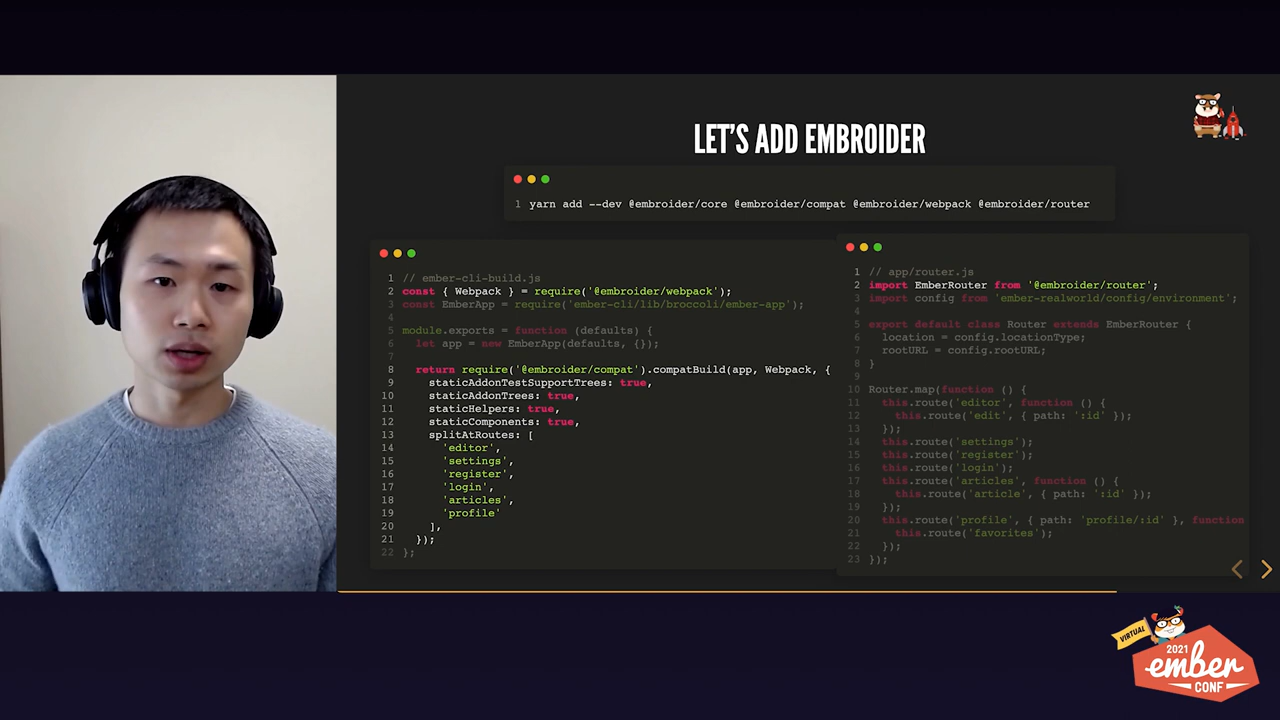 LET'S ADD EMBROIDER
1 yarn add --dev @embroider/core @embroider/compat @embroider/webpack @embroider/router
1 // ember-cli-build.js
2 const { Webpack } = require('@embroider/webpack');
3 const EmberApp = require('ember-cli/lib/broccoli/ember-app');
4
5 module.exports = function (defaults) {
6   let app = new EmberApp(defaults, {});
7
8   return require('@embroider/compat').compatBuild(app, Webpack, {
9     staticAddonTestSupportTrees: true,
10     staticAddonTrees: true,
11     staticHelpers: true,
12     staticComponents: true,
13     splitAtRoutes: [
14       'editor',
15       'settings',
16       'register',
17       'login',
18       'articles',
19       'profile'
20     ],
21   });
22 };
1 // app/router.js
2 import EmberRouter from '@embroider/router';
3 import config from 'ember-realworld/config/environment';
4
5 export default class Router extends EmberRouter {
6   location = config.locationType;
7   rootURL = config.rootURL;
8 }
9
10 Router.map(function () {
11   this.route('editor', function () {
12     this.route('edit', { path: ':id' });
13   });
14   this.route('settings');
15   this.route('register');
16   this.route('login');
17   this.route('articles', function () {
18     this.route('article', { path: ':id' });
19   });
20   this.route('profile', { path: 'profile/:id' }, function
21     this.route('favorites');
22   });
23 });
VIRTUAL
2021
ember
CONF